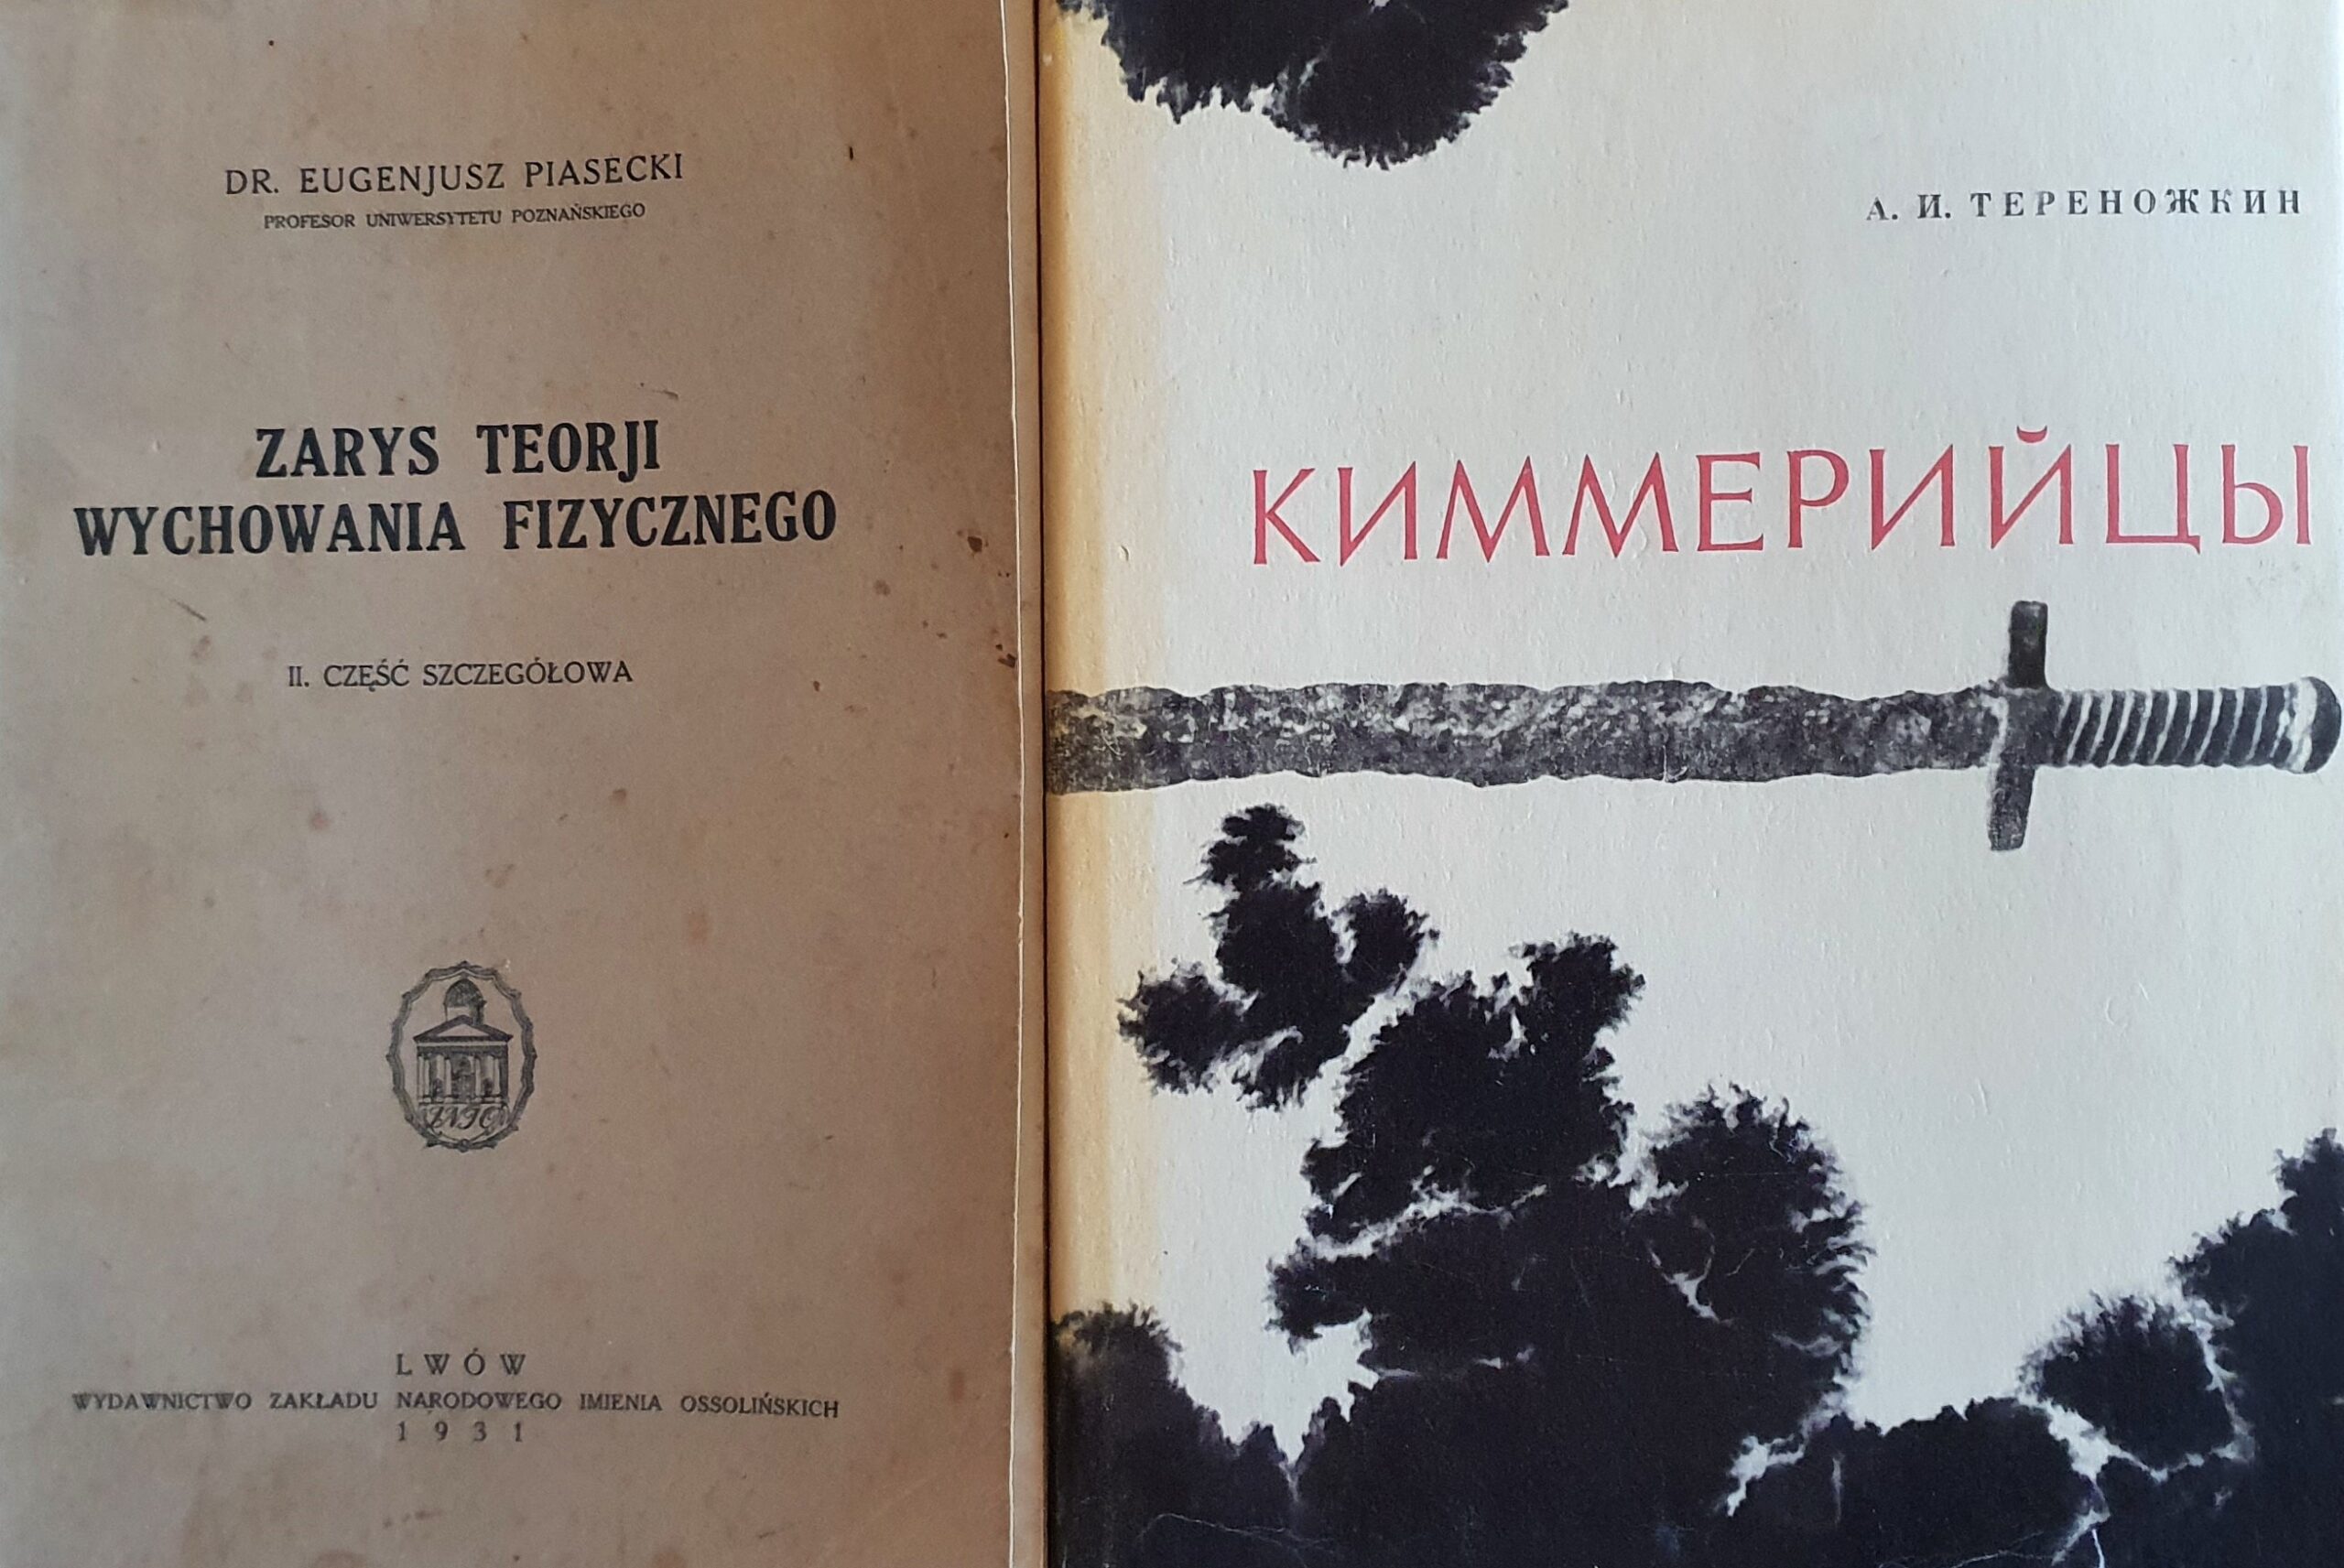 DR. EUGENJUSZ PIASECKI
PROFESOR UNIWERSYTETU POZNAŃSKIEGO
ZARYS TEORJI
WYCHOWANIA FIZYCZNEGO
II. CZĘŚĆ SZCZEGÓŁOWA
ZNIO
LWÓW
WYDAWNICTWO ZAKŁADU NARODOWEGO IMIENIA OSSOLIŃSKICH
1931
А. И. ТЕРЕНОЖКИН
КИММЕРИЙЦЫ